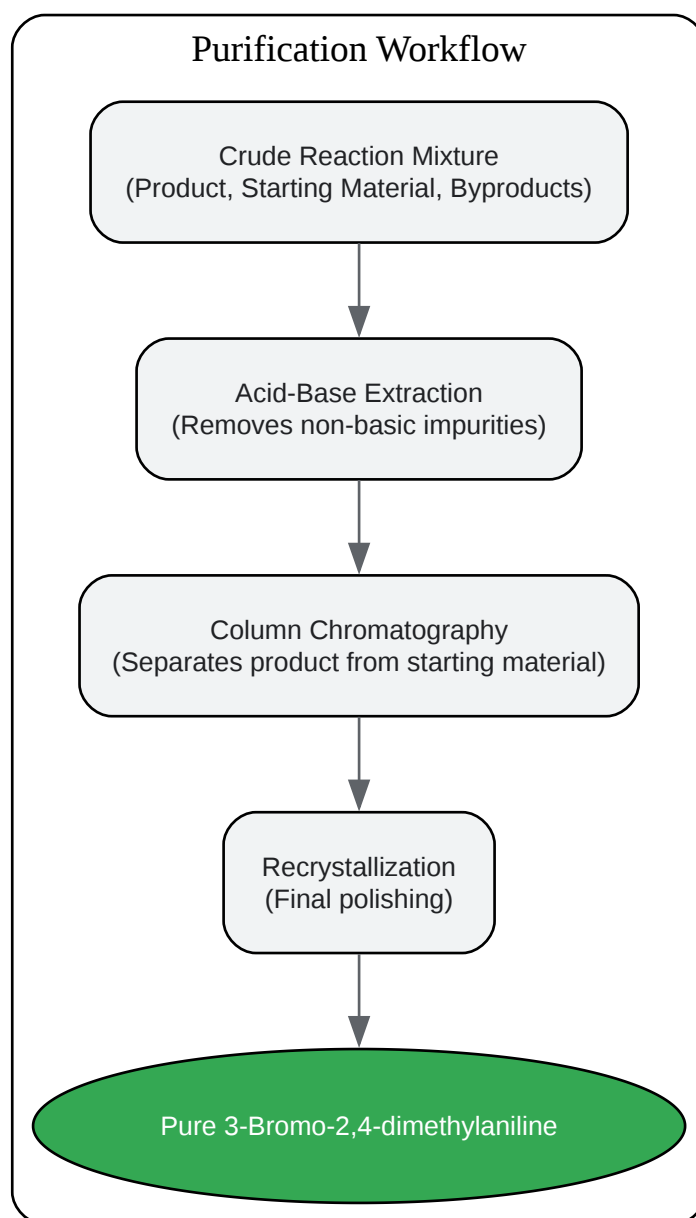 Purification Workflow
Crude Reaction Mixture
(Product, Starting Material, Byproducts)
Acid-Base Extraction
(Removes non-basic impurities)
Column Chromatography
(Separates product from starting material)
Recrystallization
(Final polishing)
Pure 3-Bromo-2,4-dimethylaniline